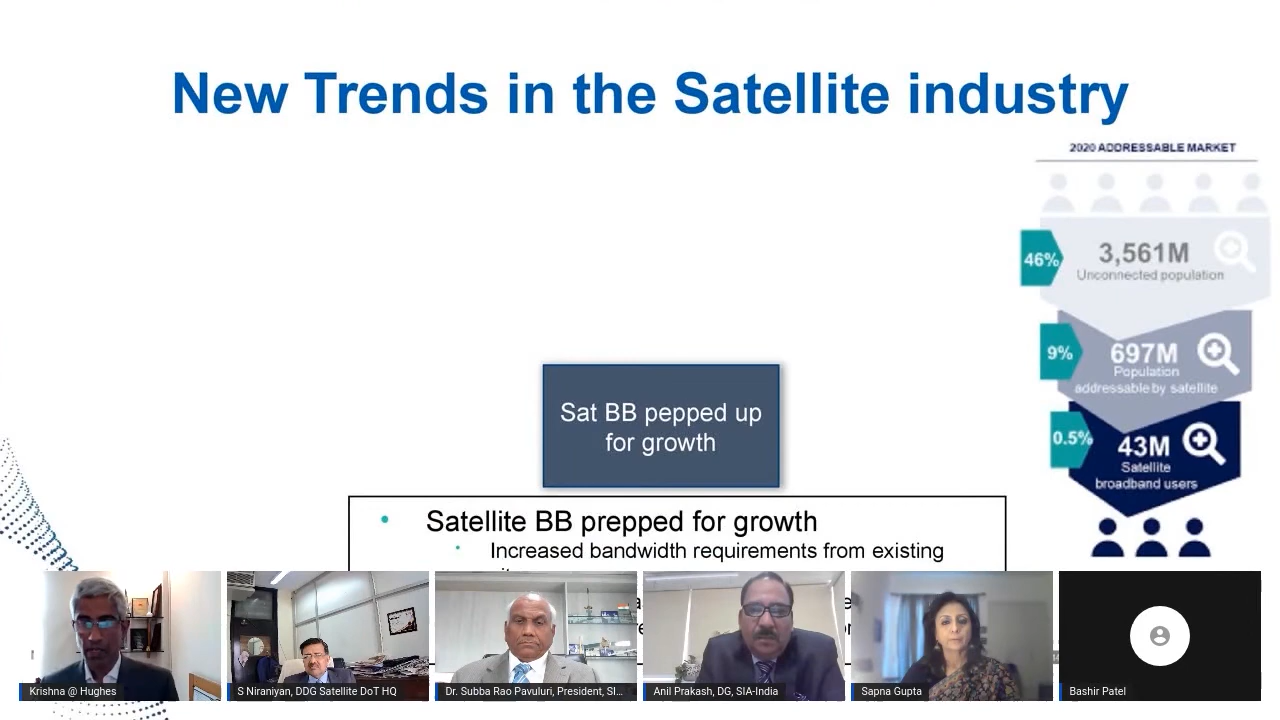 New Trends in the Satellite industry
2020 ADDRESSABLE MARKET
46%
3,561M
Unconnected population
9%
697M
Population
addressable by satellite
0.5%
43M
Satellite
broadband users
Sat BB pepped up
for growth
• Satellite BB prepped for growth
• Increased bandwidth requirements from existing
Krishna @ Hughes
S Niraniyan, DDG Satellite DoT HQ
Dr. Subba Rao Pavuluri, President, SI...
Anil Prakash, DG, SIA-India
Sapna Gupta
Bashir Patel